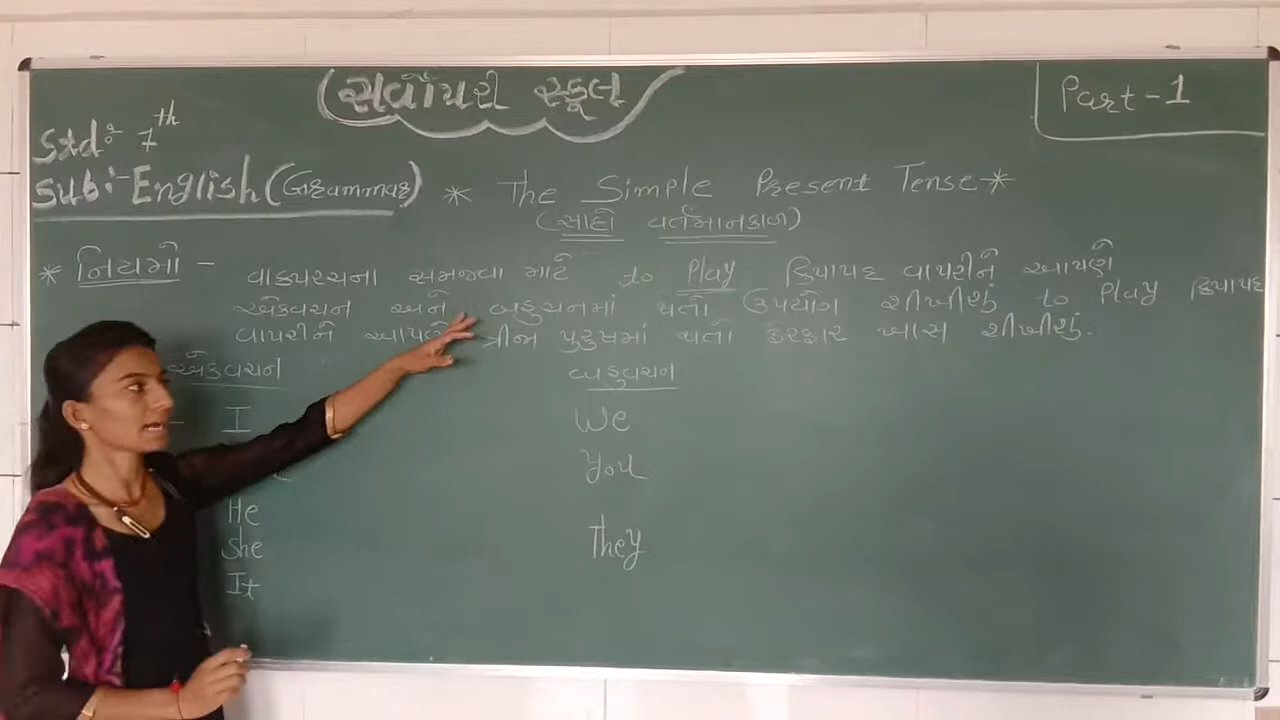 સર્વોપરી સ્કૂલ
Part-1
Std:- 7th
Sub:- English (Grammar)
* The Simple Present Tense *
(સાદો વર્તમાનકાળ)
* નિયમો - વાક્યરચના સમજવા માટે to Play ક્રિયાપદ વાપરીને આપણે
એકવચન અને બહુચનમાં થતો ઉપયોગ શીખીશું to Play ક્રિયાપદ
વાપરીને આપણે ત્રીજા પુરુષમાં થતો ફેરફાર ખાસ શીખીશું.
એકવચન બહુવચન
I We
You
He
She They
It